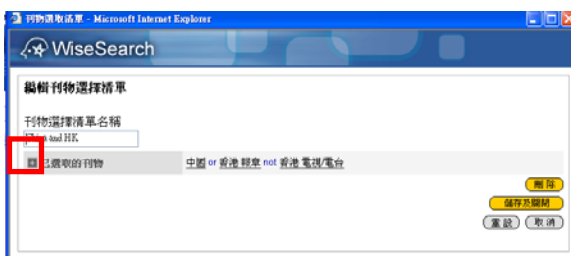 刊物選取清單 - Microsoft Internet Explorer
WiseSearch
編輯刊物選擇清單
刊物選擇清單名稱
China and HK
已選取的刊物 中國 or 香港 報章 not 香港 電視/電台
刪除
儲存及關閉
重設 取消